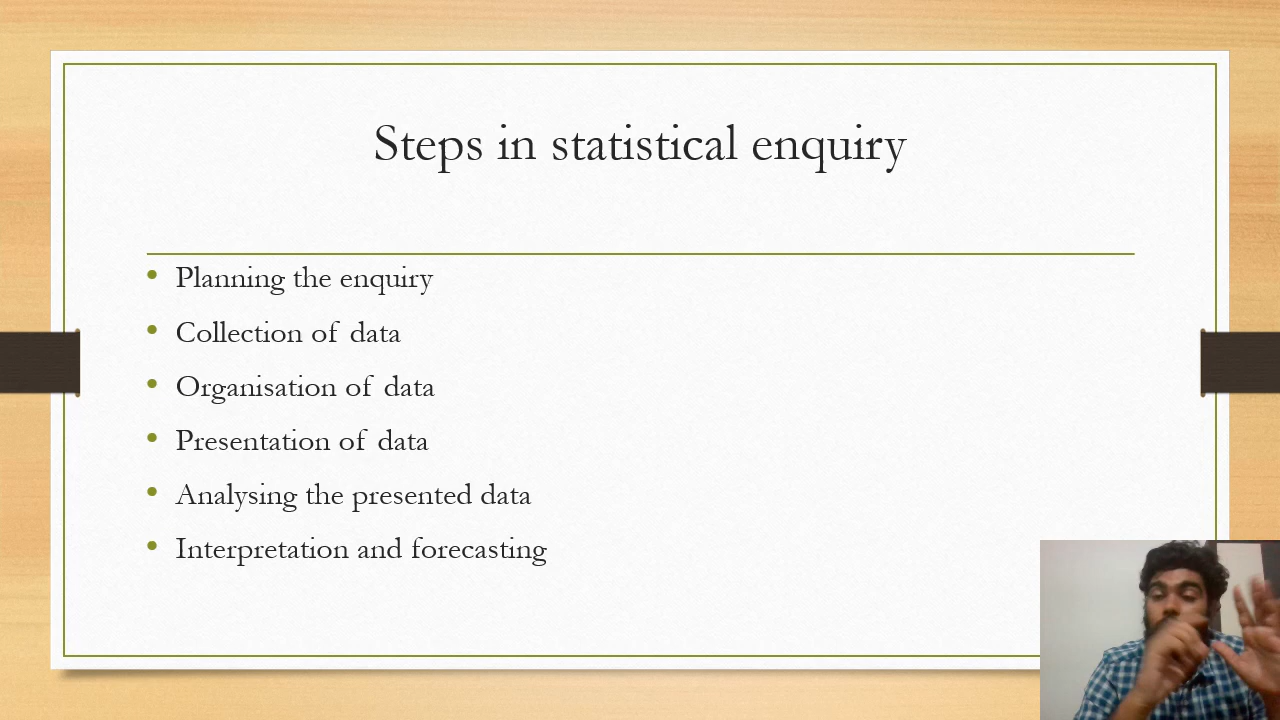 Steps in statistical enquiry
• Planning the enquiry
• Collection of data
• Organisation of data
• Presentation of data
• Analysing the presented data
• Interpretation and forecasting